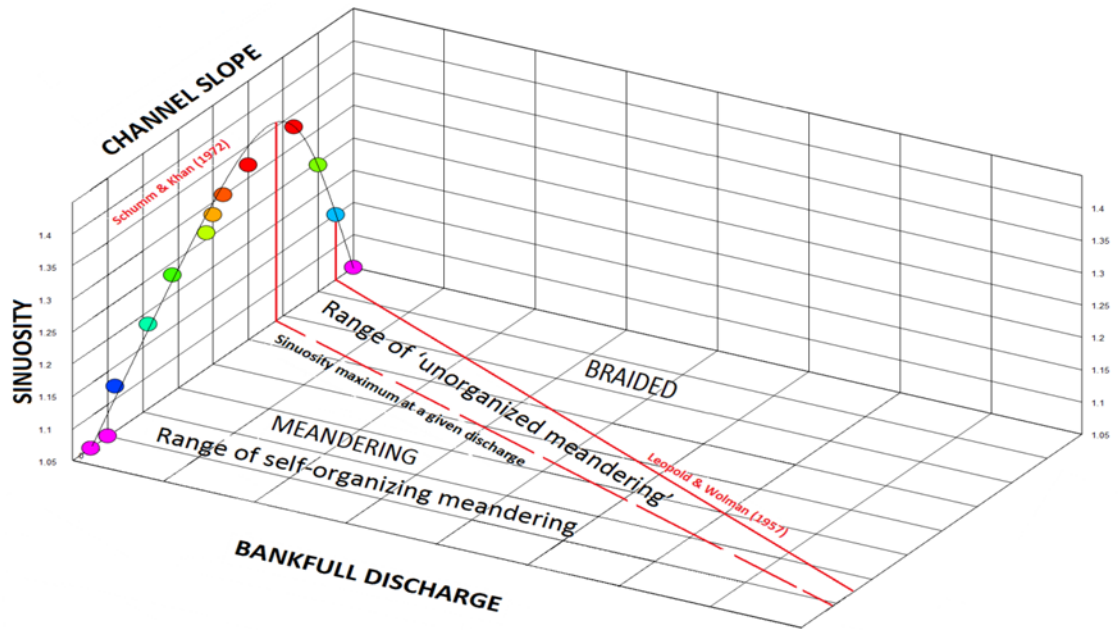 CHANNEL SLOPE
Schumm & Khan (1972)
SINUOSITY
1.4
1.35
1.3
1.25
1.2
1.15
1.1
1.05
0
1.4
1.35
1.3
1.25
1.2
1.15
1.1
1.05
Range of 'unorganized meandering'
BRAIDED
Sinuosity maximum at a given discharge
MEANDERING
Range of self-organizing meandering
Leopold & Wolman (1957)
BANKFULL DISCHARGE